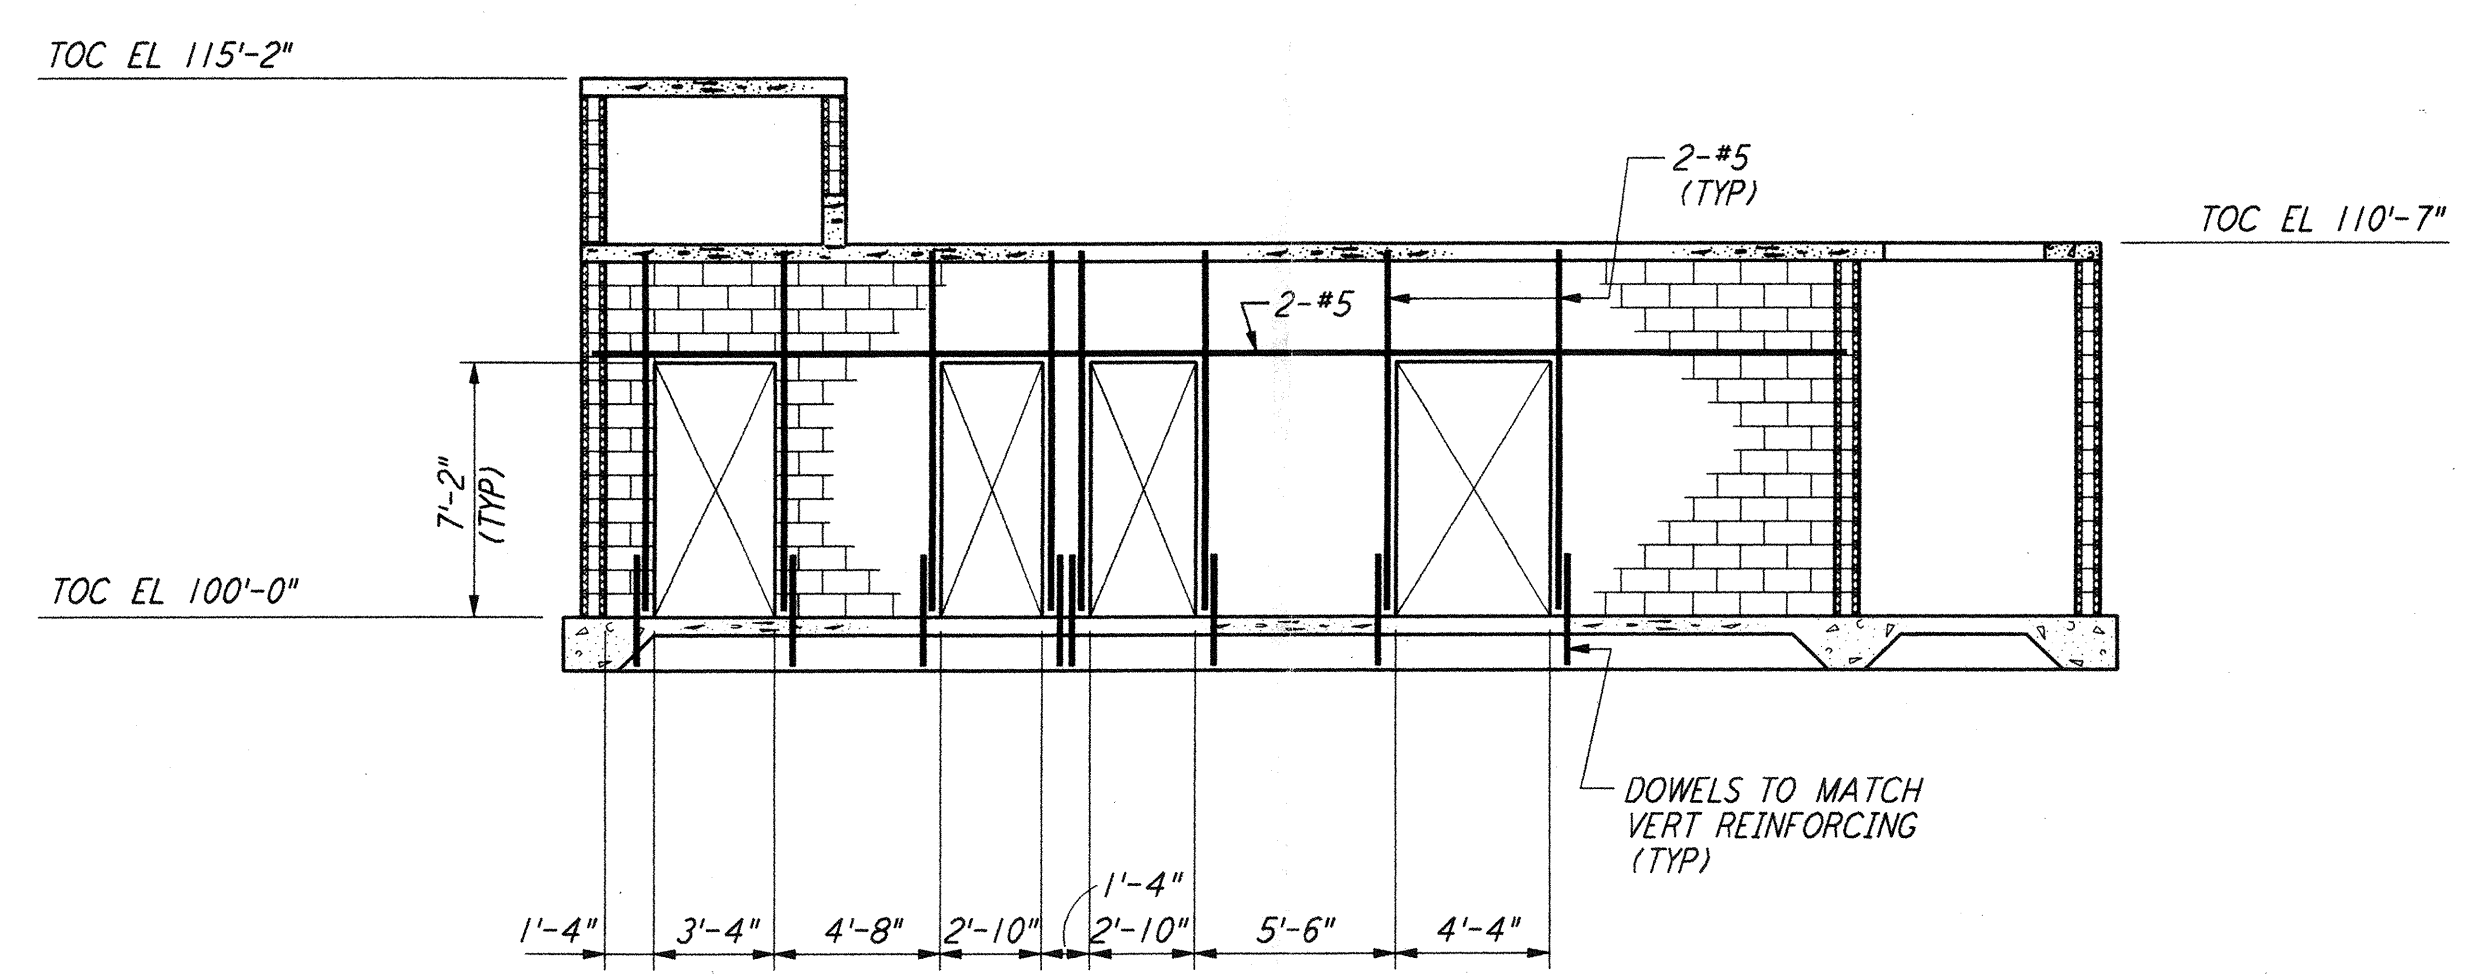 TOC EL 115'-2"
2-#5
(TYP)
TOC EL 110'-7"
2-#5
7'-2"
(TYP)
TOC EL 100'-0"
DOWELS TO MATCH
VERT REINFORCING
(TYP)
1'-4"
1'-4"
3'-4"
4'-8"
2'-10"
2'-10"
5'-6"
4'-4"